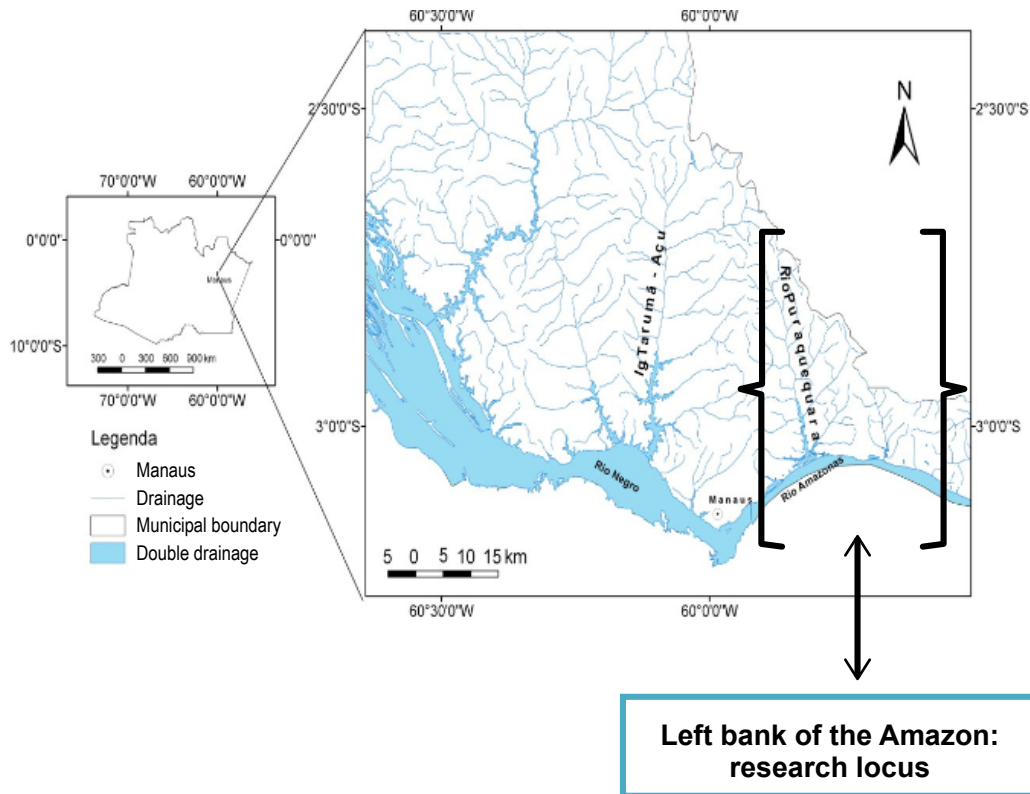 60°30'0"W 60°0'0"W
2°30'0"S 2°30'0"S
N
70°0'0"W 60°0'0"W
0°0'0" 0°0'0"
Manaus
10°0'0"S
300 0 300 600 900 km
70°0'0"W 60°0'0"W
IgTarumá - Açu
RioPuraquequara
3°0'0"S 3°0'0"S
Legenda
Manaus
Drainage
Municipal boundary
Double drainage
Rio Negro
Manaus
Rio Amazonas
5 0 5 10 15 km
60°30'0"W 60°0'0"W
Left bank of the Amazon:
research locus